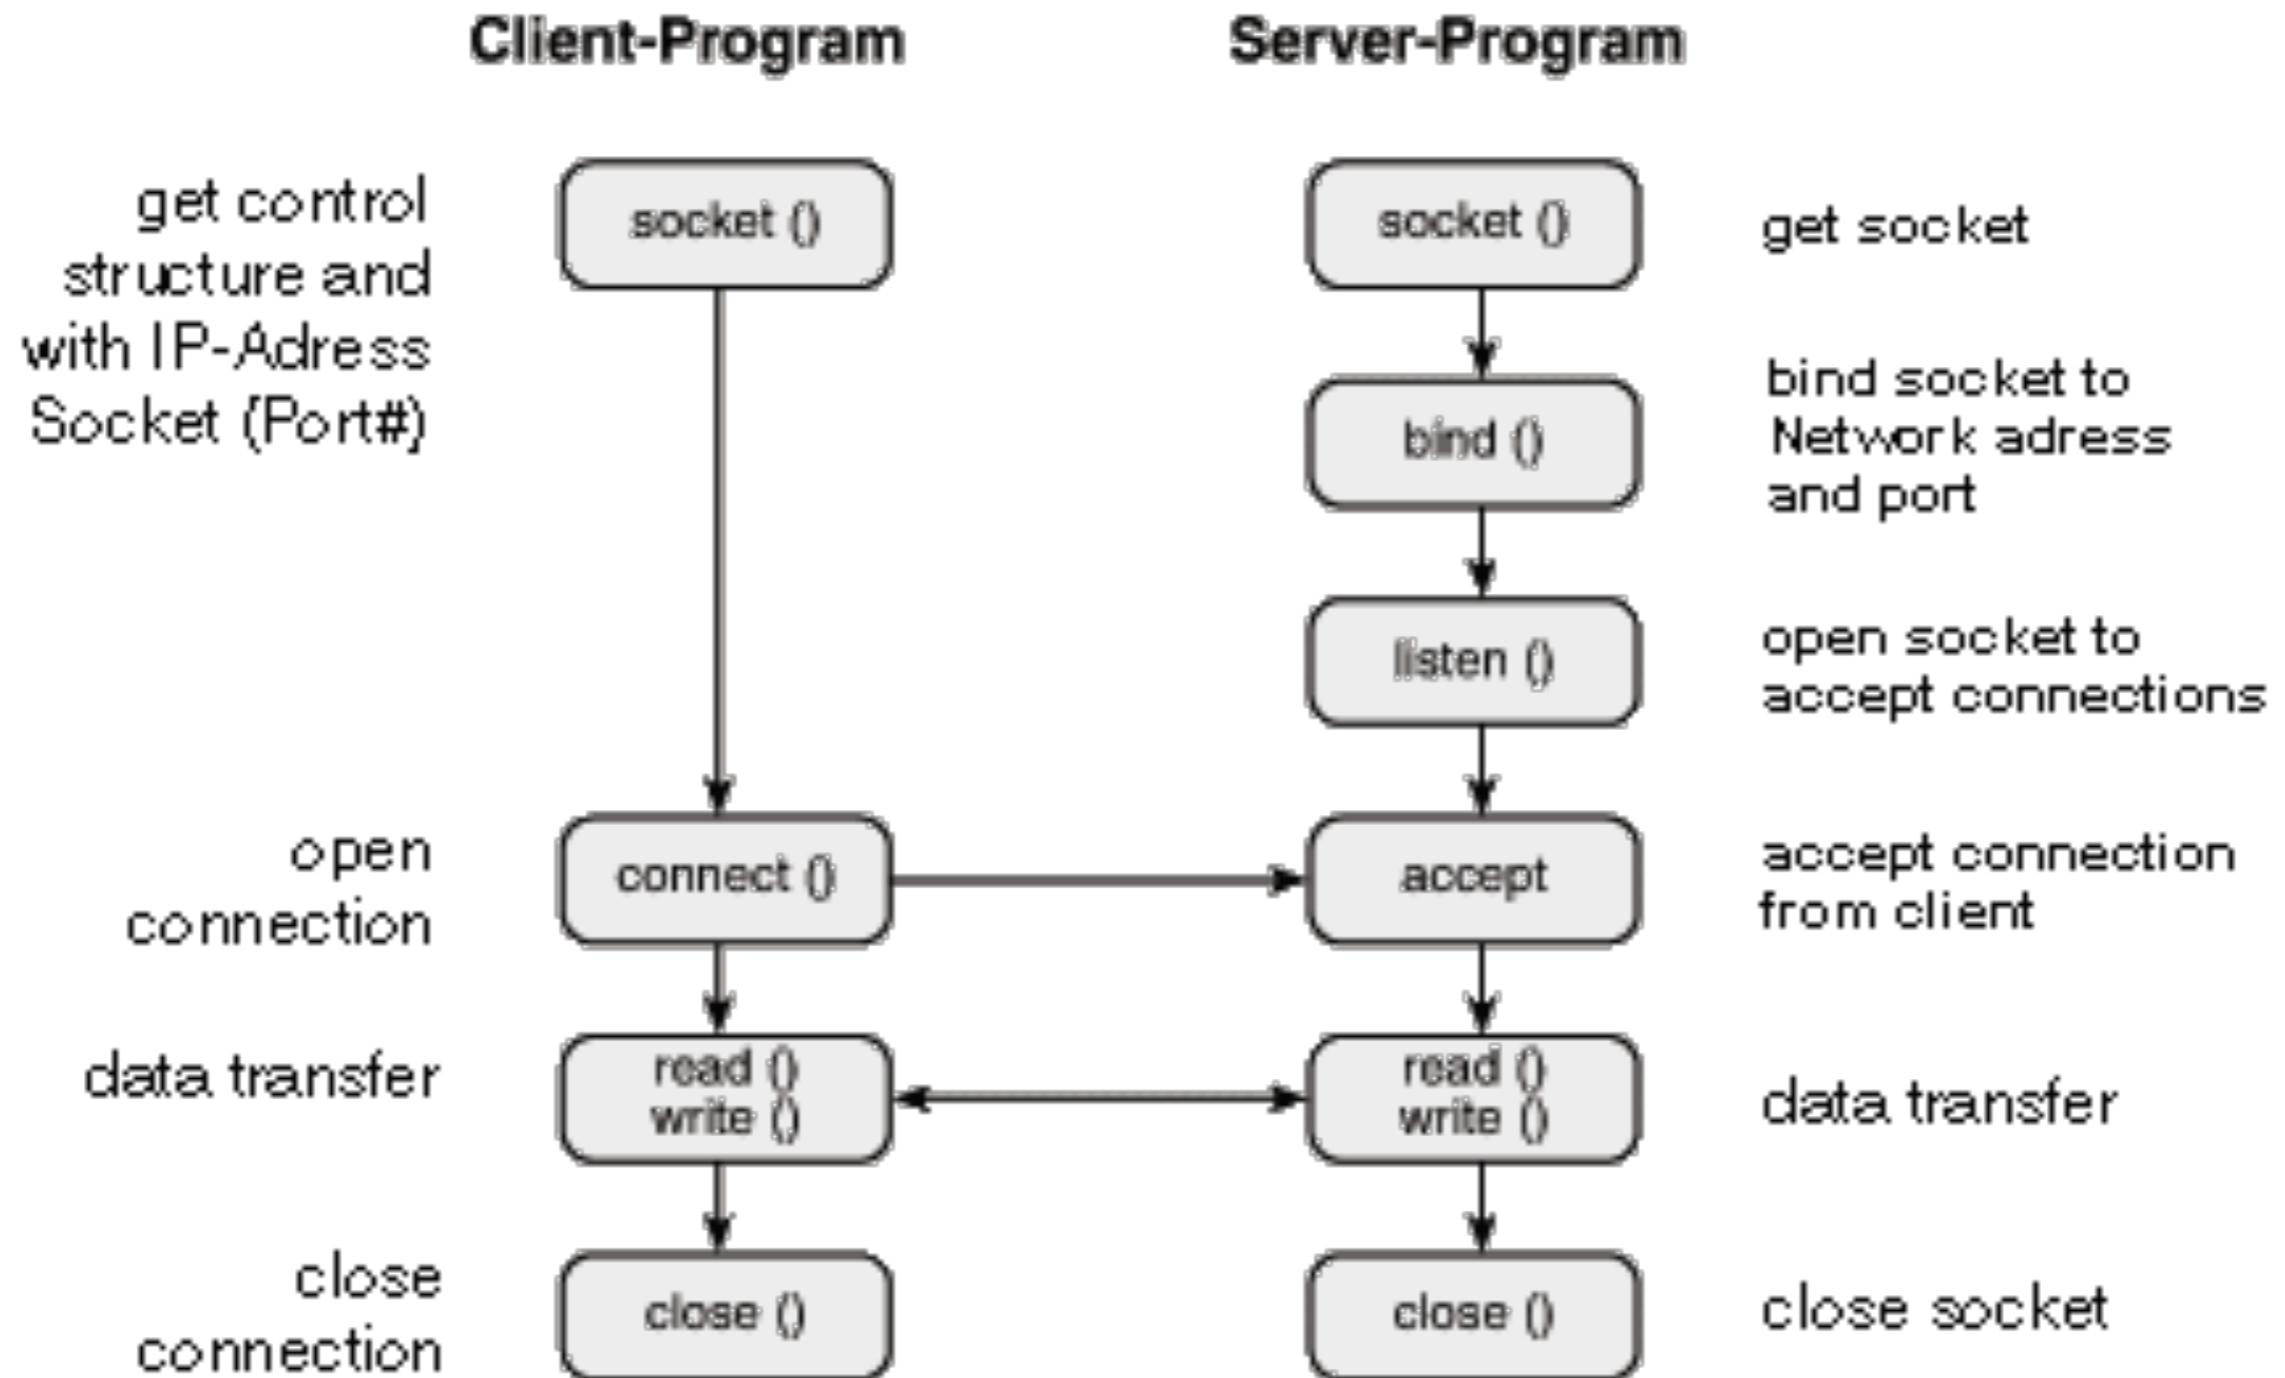 Client-Program
Server-Program
get control
structure and
with IP-Adress
Socket (Port#)
socket ()
socket ()
get socket
bind ()
bind socket to
Network adress
and port
listen ()
open socket to
accept connections
open
connection
connect ()
accept
accept connection
from client
data transfer
read ()
write ()
read ()
write ()
data transfer
close
connection
close ()
close ()
close socket